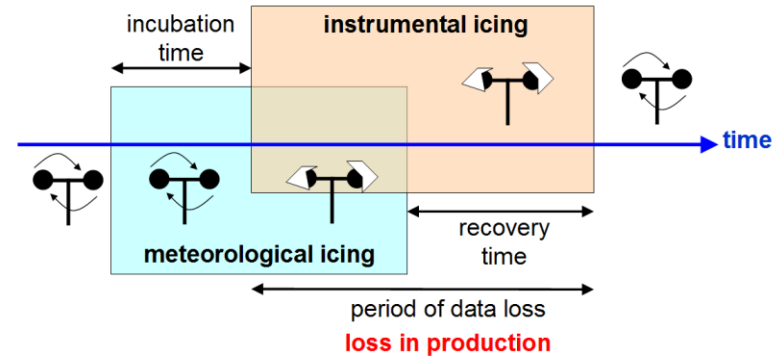 incubation
time
instrumental icing
time
meteorological icing
recovery
time
period of data loss
loss in production